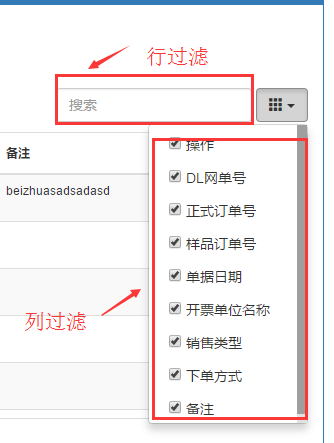 行过滤
搜索
操作
备注
DL网单号
beizhuasadsadasd
正式订单号
样品订单号
单据日期
列过滤
开票单位名称
销售类型
下单方式
备注